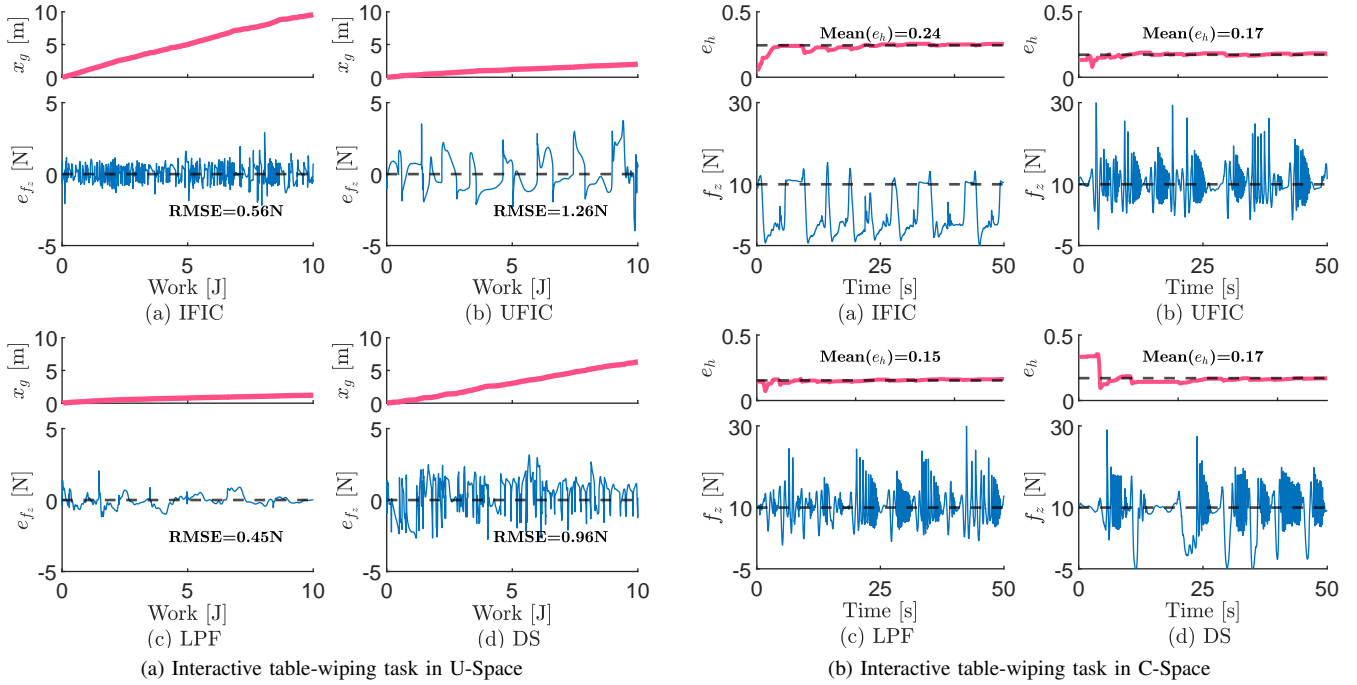 10
5
0
x_g [m]
5
0
-5
e_{f_z} [N]
RMSE=0.56N
0 5 10
Work [J]
(a) IFIC
10
5
0
x_g [m]
5
0
-5
e_{f_z} [N]
RMSE=1.26N
0 5 10
Work [J]
(b) UFIC
10
5
0
x_g [m]
5
0
-5
e_{f_z} [N]
RMSE=0.45N
0 5 10
Work [J]
(c) LPF
10
5
0
x_g [m]
5
0
-5
e_{f_z} [N]
RMSE=0.96N
0 5 10
Work [J]
(d) DS
(a) Interactive table-wiping task in U-Space
0.5
0
e_h
Mean(e_h)=0.24
30
10
-5
f_z [N]
0 25 50
Time [s]
(a) IFIC
0.5
0
e_h
Mean(e_h)=0.17
30
10
-5
f_z [N]
0 25 50
Time [s]
(b) UFIC
0.5
0
e_h
Mean(e_h)=0.15
30
10
-5
f_z [N]
0 25 50
Time [s]
(c) LPF
0.5
0
e_h
Mean(e_h)=0.17
30
10
-5
f_z [N]
0 25 50
Time [s]
(d) DS
(b) Interactive table-wiping task in C-Space